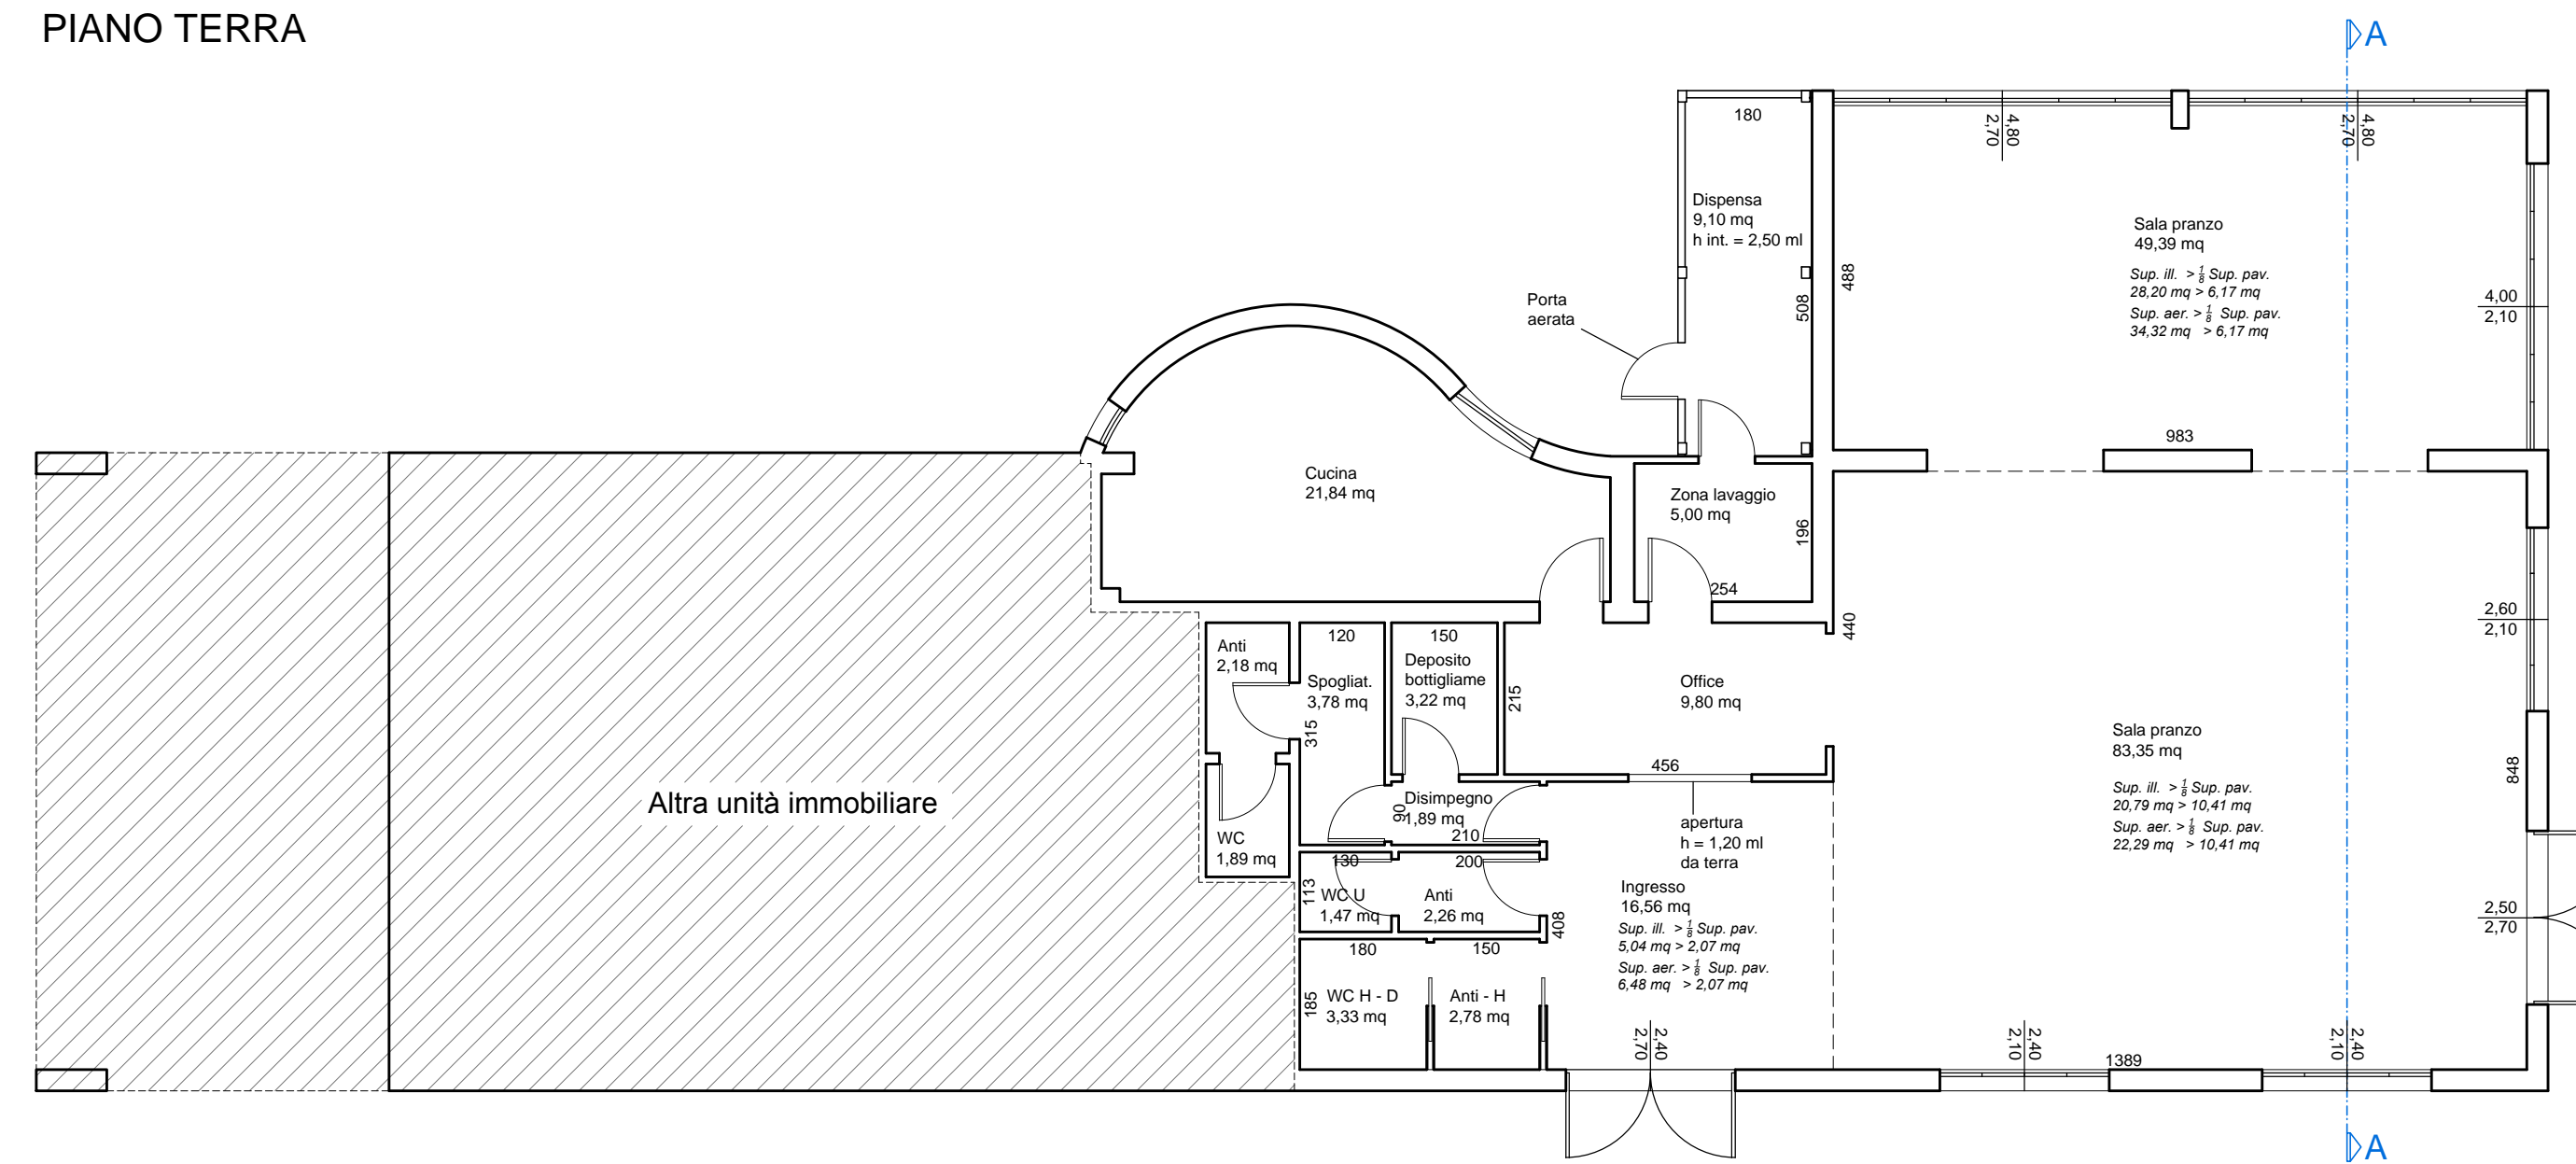 PIANO TERRA
A
180
2,70 4,80
2,70 4,80
Dispensa
9,10 mq
h int. = 2,50 ml
Sala pranzo
49,39 mq
Sup. ill. > 1/8 Sup. pav.
28,20 mq > 6,17 mq
Sup. aer. > 1/8 Sup. pav.
34,32 mq > 6,17 mq
488
508
Porta
aerata
4,00
2,10
983
Cucina
21,84 mq
Zona lavaggio
5,00 mq
196
254
440
2,60
2,10
Anti
2,18 mq
120
150
Spogliat.
3,78 mq
315
Deposito
bottigliame
3,22 mq
215
Office
9,80 mq
456
Sala pranzo
83,35 mq
Sup. ill. > 1/8 Sup. pav.
20,79 mq > 10,41 mq
Sup. aer. > 1/8 Sup. pav.
22,29 mq > 10,41 mq
848
Altra unità immobiliare
WC
1,89 mq
Disimpegno
1,89 mq
90
210
apertura
h = 1,20 ml
da terra
130
200
113
WC U
1,47 mq
Anti
2,26 mq
408
Ingresso
16,56 mq
Sup. ill. > 1/8 Sup. pav.
5,04 mq > 2,07 mq
Sup. aer. > 1/8 Sup. pav.
6,48 mq > 2,07 mq
2,50
2,70
180
150
185
WC H - D
3,33 mq
Anti - H
2,78 mq
2,70 2,40
2,10 2,40
1389
2,10 2,40
A